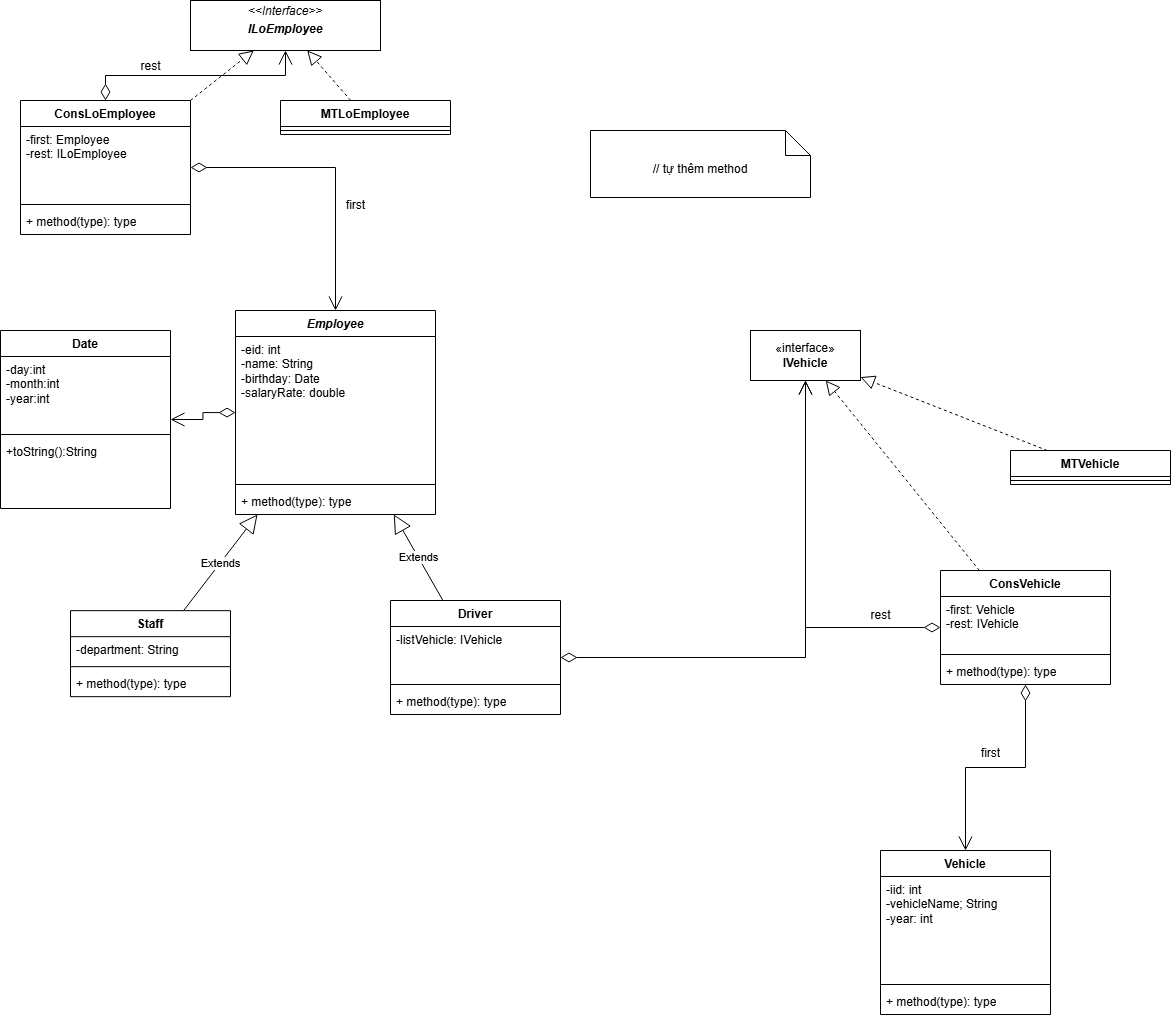 <<Interface>>
ILoEmployee
rest
ConsLoEmployee
-first: Employee
-rest: ILoEmployee
+ method(type): type
MTLoEmployee
// tự thêm method
first
Date
-day:int
-month:int
-year:int
+toString():String
Employee
-eid: int
-name: String
-birthday: Date
-salaryRate: double
+ method(type): type
«interface»
IVehicle
MTVehicle
Extends
Extends
Staff
-department: String
+ method(type): type
Driver
-listVehicle: IVehicle
+ method(type): type
rest
ConsVehicle
-first: Vehicle
-rest: IVehicle
+ method(type): type
first
Vehicle
-iid: int
-vehicleName; String
-year: int
+ method(type): type